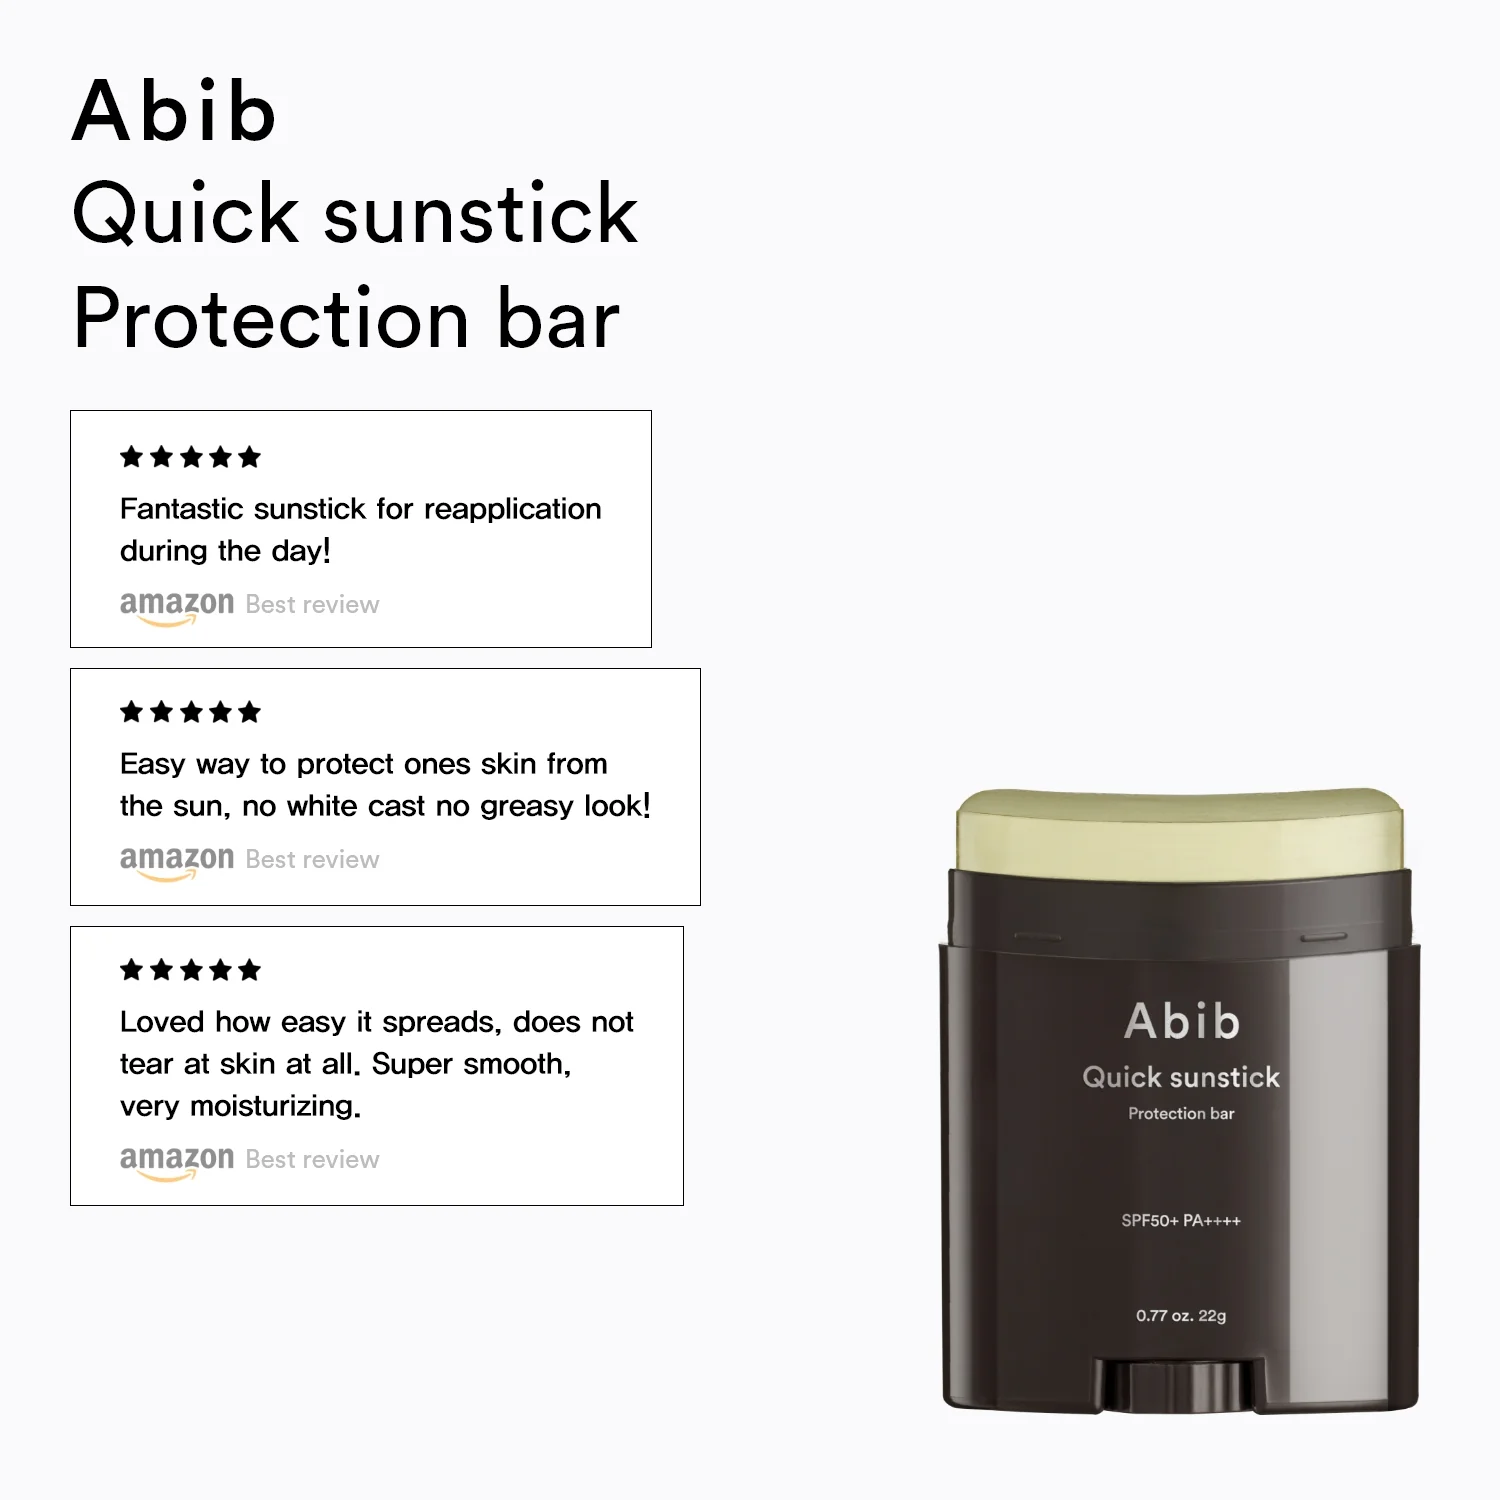 Abib
Quick sunstick
Protection bar
★★★★★
Fantastic sunstick for reapplication
during the day!
amazon Best review
★★★★★
Easy way to protect ones skin from
the sun, no white cast no greasy look!
amazon Best review
★★★★★
Loved how easy it spreads, does not
tear at skin at all. Super smooth,
very moisturizing.
amazon Best review
Abib
Quick sunstick
Protection bar
SPF50+ PA++++
0.77 oz. 22g